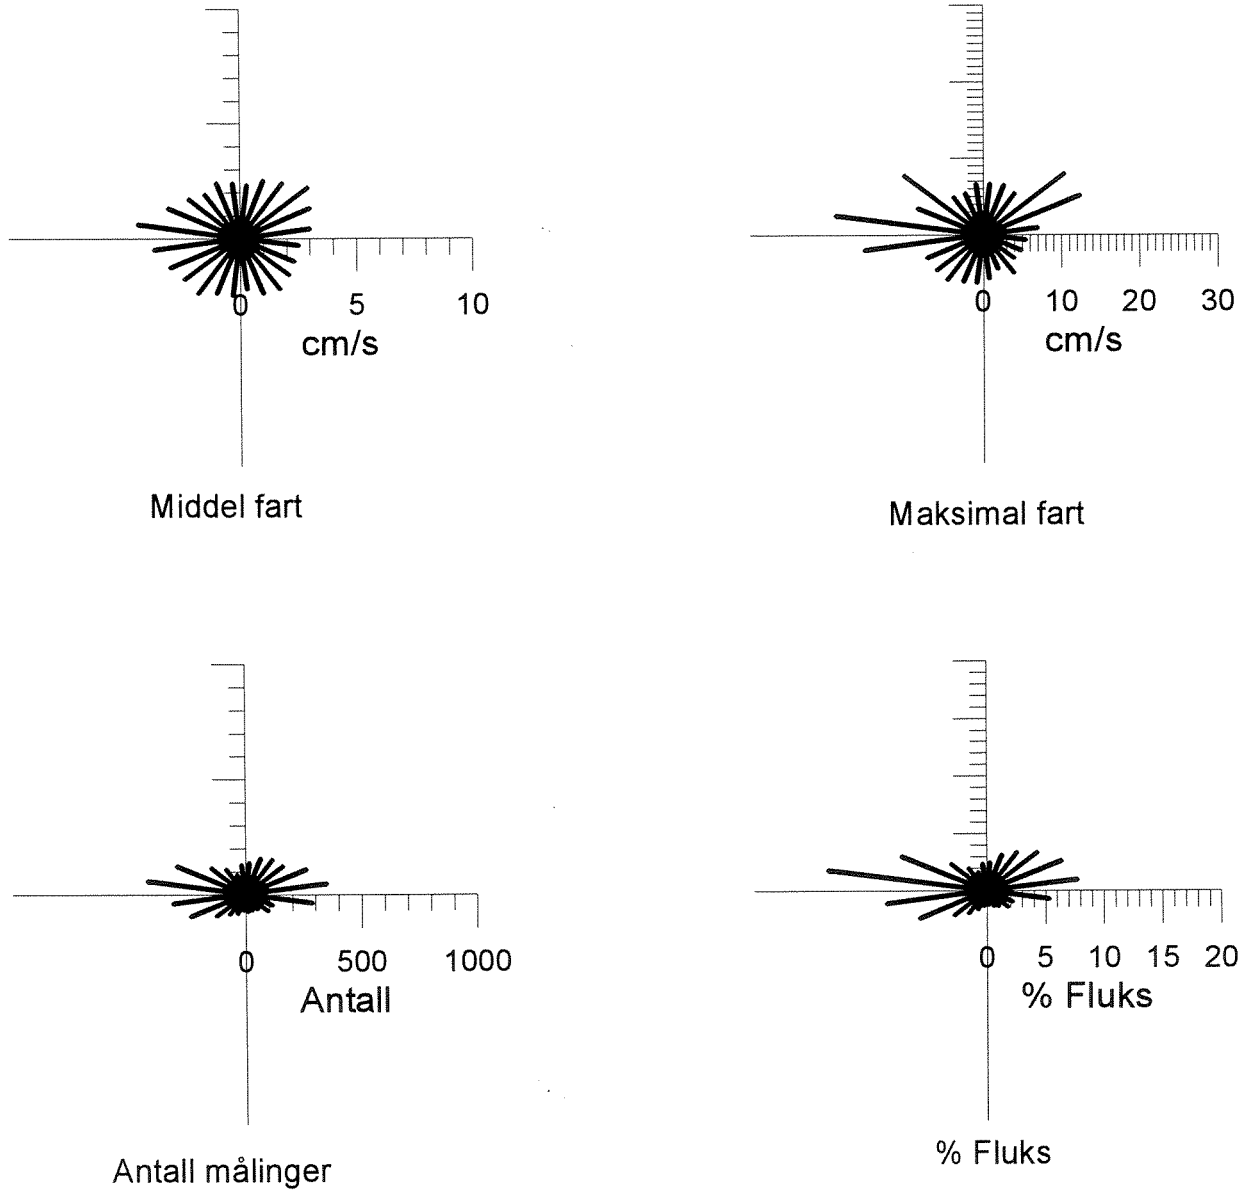 0 5 10
cm/s
Middel fart
0 10 20 30
cm/s
Maksimal fart
0 500 1000
Antall
Antall målinger
0 5 10 15 20
% Fluks
% Fluks